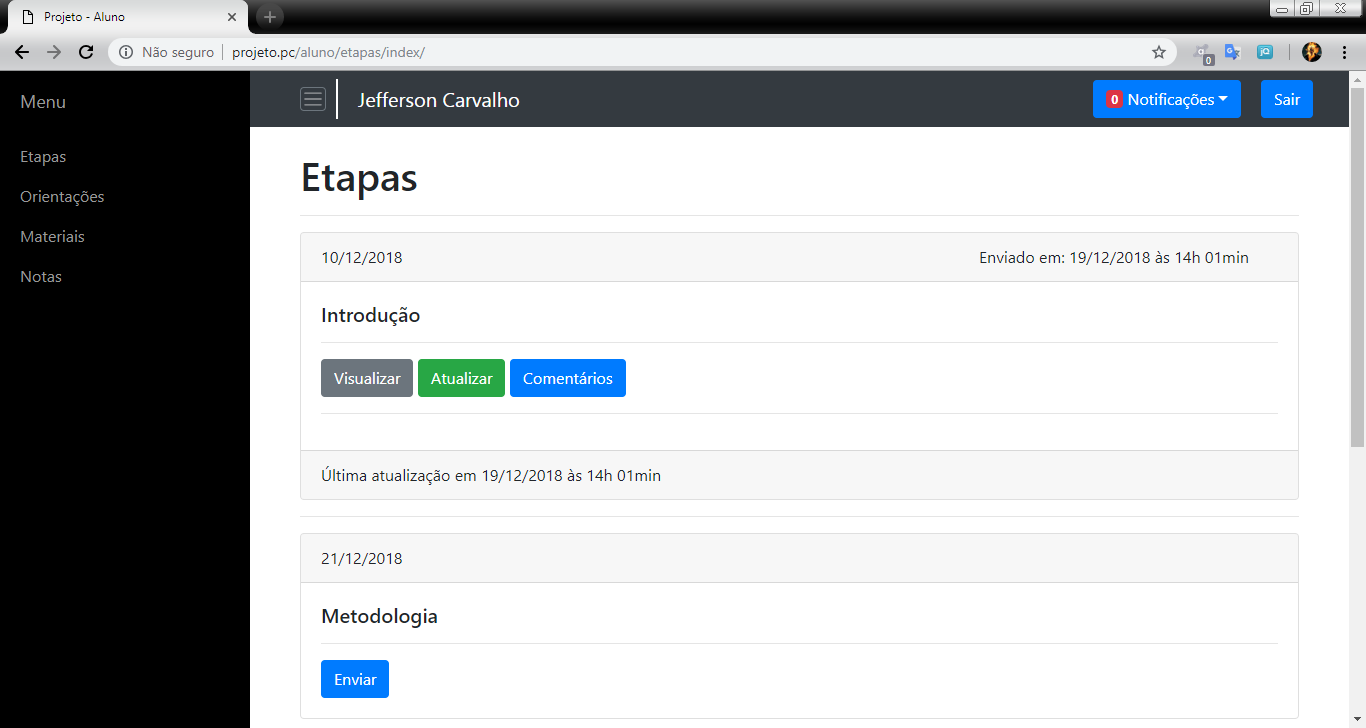 Projeto - Aluno
Não seguro projeto.pc/aluno/etapas/index/
0
Menu
Etapas
Orientações
Materiais
Notas
Jefferson Carvalho
0 Notificações
Sair
Etapas
10/12/2018 Enviado em: 19/12/2018 às 14h 01min
Introdução
Visualizar Atualizar Comentários
Última atualização em 19/12/2018 às 14h 01min
21/12/2018
Metodologia
Enviar